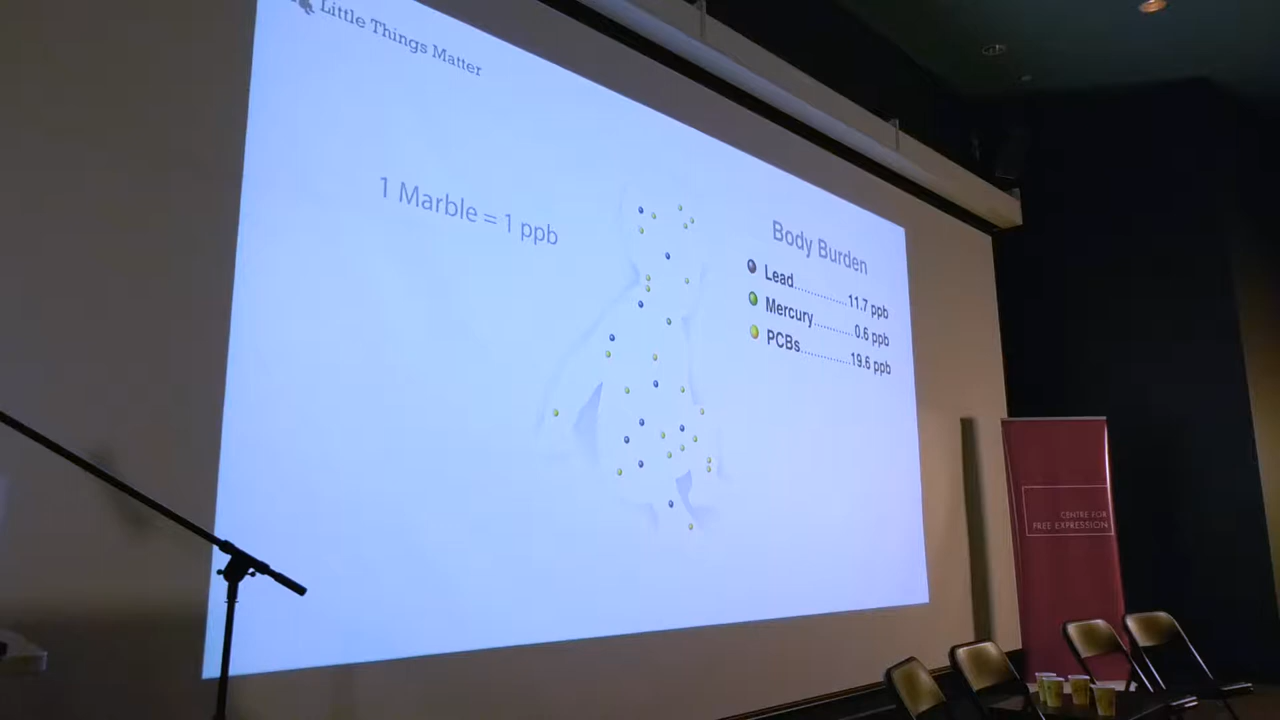 Little Things Matter
1 Marble = 1 ppb
Body Burden
Lead...............11.7 ppb
Mercury...........0.6 ppb
PCBs..............19.6 ppb
CENTRE FOR
FREE EXPRESSION